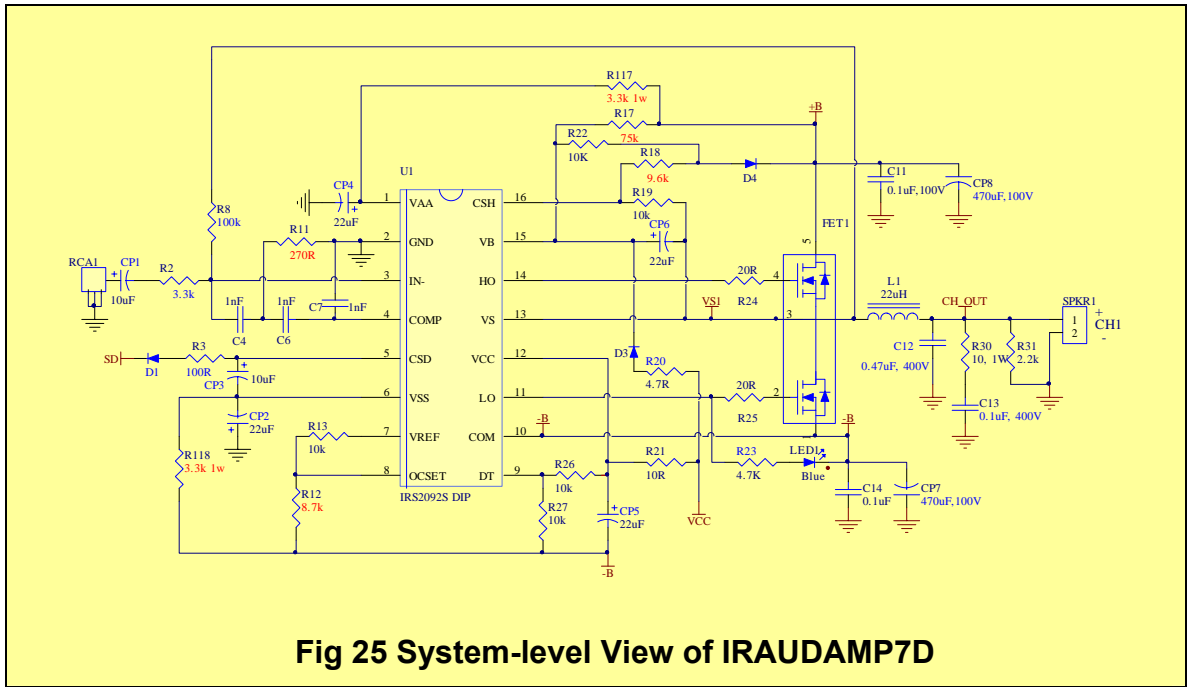 R117
3.3k 1w
+B
R17
75k
R22
10K
R18
9.6k
D4
C11
0.1uF,100V
CP8
470uF,100V
U1
CP4
+
22uF
1
VAA
CSH
16
R19
10k
R8
100k
R11
270R
2
GND
VB
15
+
CP6
22uF
FET1
5
RCA1
+
CP1
10uF
R2
3.3k
3
IN-
HO
14
20R
R24
4
L1
22uH
1nF
C4
1nF
C6
C7
1nF
4
COMP
VS
13
VS1
3
CH_OUT
SPKR1
1
2
+
CH1
-
SD
D1
R3
100R
CP3
+
10uF
5
CSD
VCC
12
D3
R20
4.7R
C12
0.47uF, 400V
R30
10, 1W
R31
2.2k
CP2
+
22uF
6
VSS
LO
11
20R
R25
2
C13
0.1uF, 400V
R13
10k
7
VREF
COM
10
-B
1
-B
R118
3.3k 1w
8
OCSET
DT
9
R26
10k
R21
10R
R23
4.7K
LED1
Blue
R12
8.7k
IRS2092S DIP
R27
10k
+
CP5
22uF
VCC
C14
0.1uF
CP7
470uF,100V
-B
Fig 25 System-level View of IRAUDAMP7D